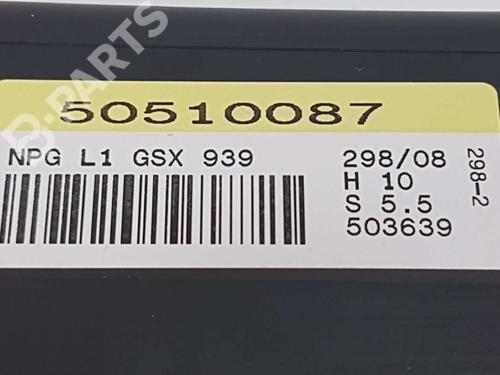 B-PARTS
50510087
NPG L1 GSX 939
298/08
H 10
S 5.5
503639
298-2